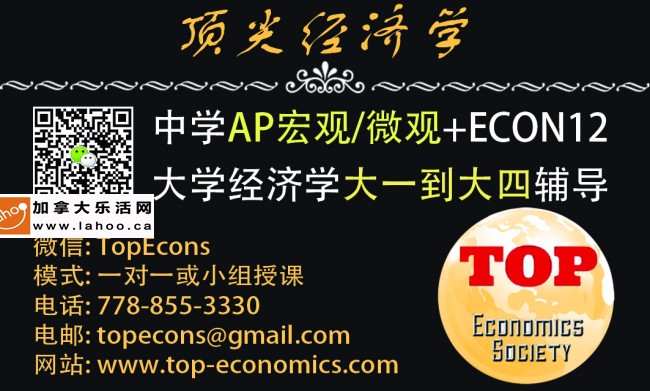 顶尖经济学
中学AP宏观/微观+ECON12
大学经济学大一到大四辅导
加拿大乐活网
lahoo
www.lahoo.ca
微信: TopEcons
模式: 一对一或小组授课
电话: 778-855-3330
电邮: topecons@gmail.com
网站: www.top-economics.com
TOP
Economics
Society